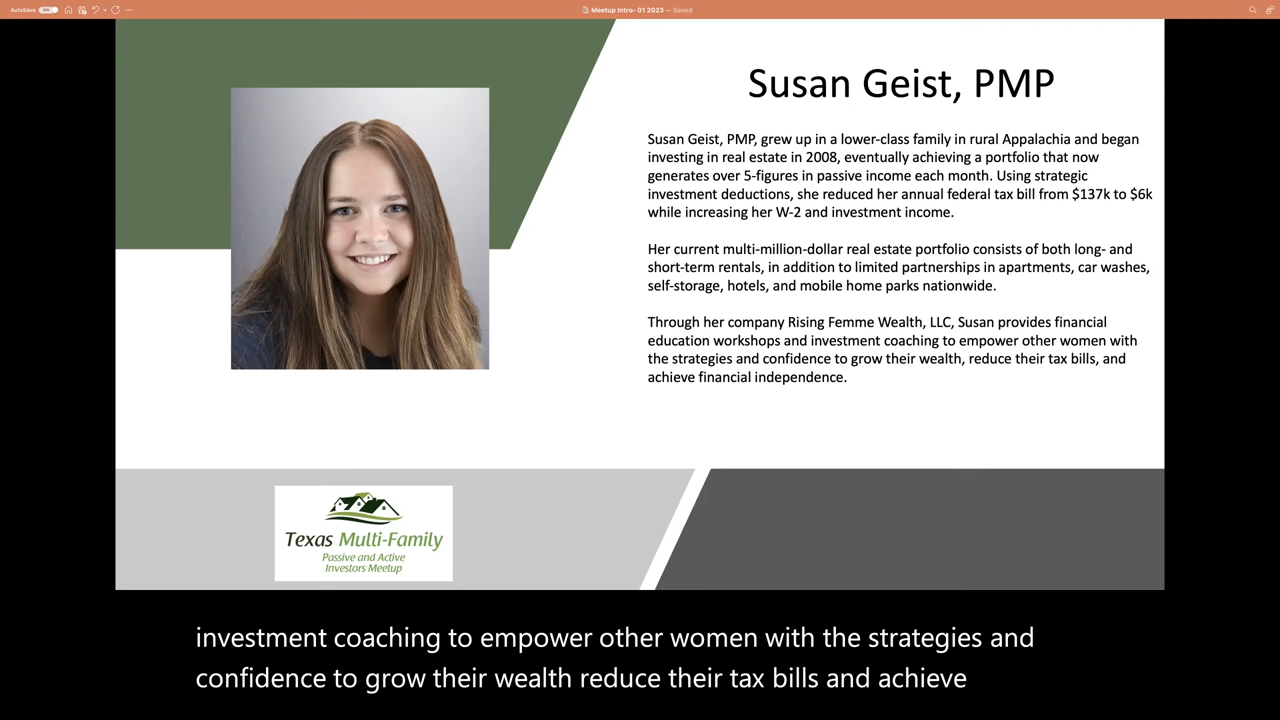 AutoSave ON
Meetup Intro- 01 2023 — Saved
Susan Geist, PMP
Susan Geist, PMP, grew up in a lower-class family in rural Appalachia and began
investing in real estate in 2008, eventually achieving a portfolio that now
generates over 5-figures in passive income each month. Using strategic
investment deductions, she reduced her annual federal tax bill from $137k to $6k
while increasing her W-2 and investment income.
Her current multi-million-dollar real estate portfolio consists of both long- and
short-term rentals, in addition to limited partnerships in apartments, car washes,
self-storage, hotels, and mobile home parks nationwide.
Through her company Rising Femme Wealth, LLC, Susan provides financial
education workshops and investment coaching to empower other women with
the strategies and confidence to grow their wealth, reduce their tax bills, and
achieve financial independence.
Texas Multi-Family
Passive and Active
Investors Meetup
investment coaching to empower other women with the strategies and
confidence to grow their wealth reduce their tax bills and achieve